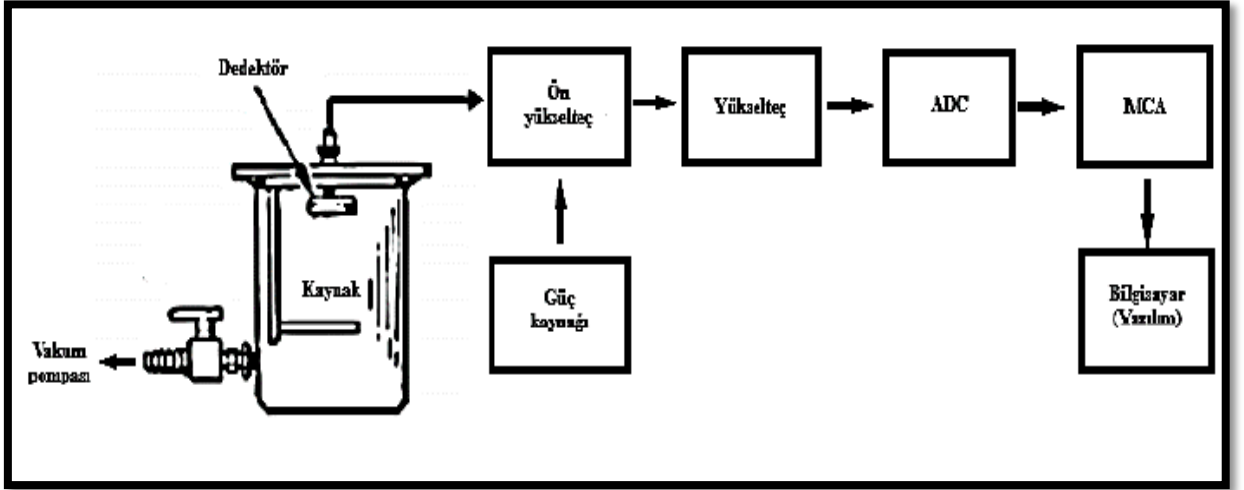 Dedektör
Ön
yükselteç
Yükselteç
ADC
MCA
Kaynak
Güç
kaynağı
Bilgisayar
(Yazılım)
Vakum
pompası